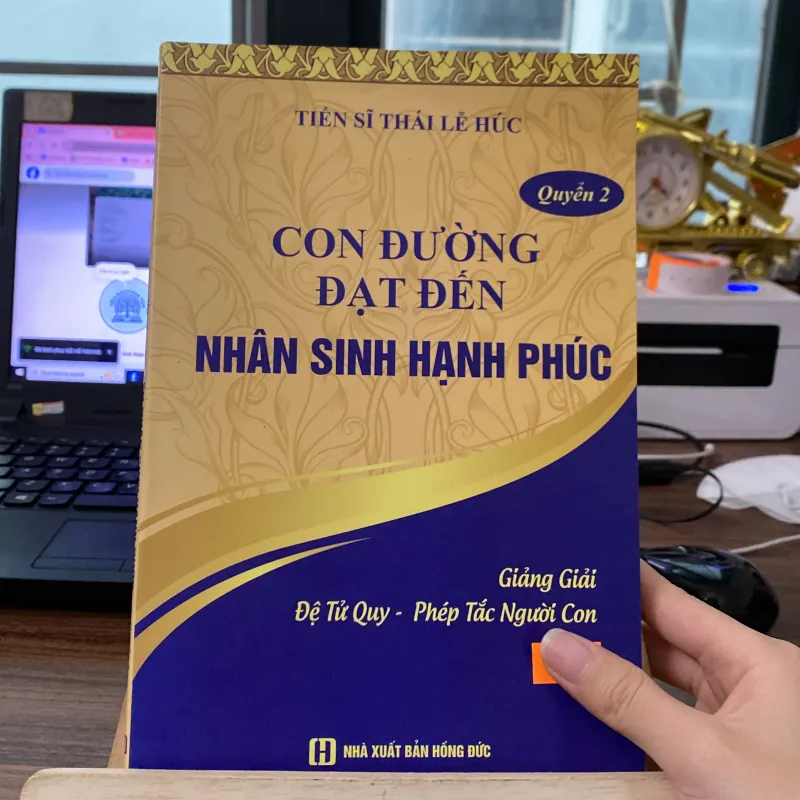 TIẾN SĨ THÁI LỄ HÚC
Quyển 2
CON ĐƯỜNG
ĐẠT ĐẾN
NHÂN SINH HẠNH PHÚC
Giảng Giải
Đệ Tử Quy - Phép Tắc Người Con
NHÀ XUẤT BẢN HỒNG ĐỨC